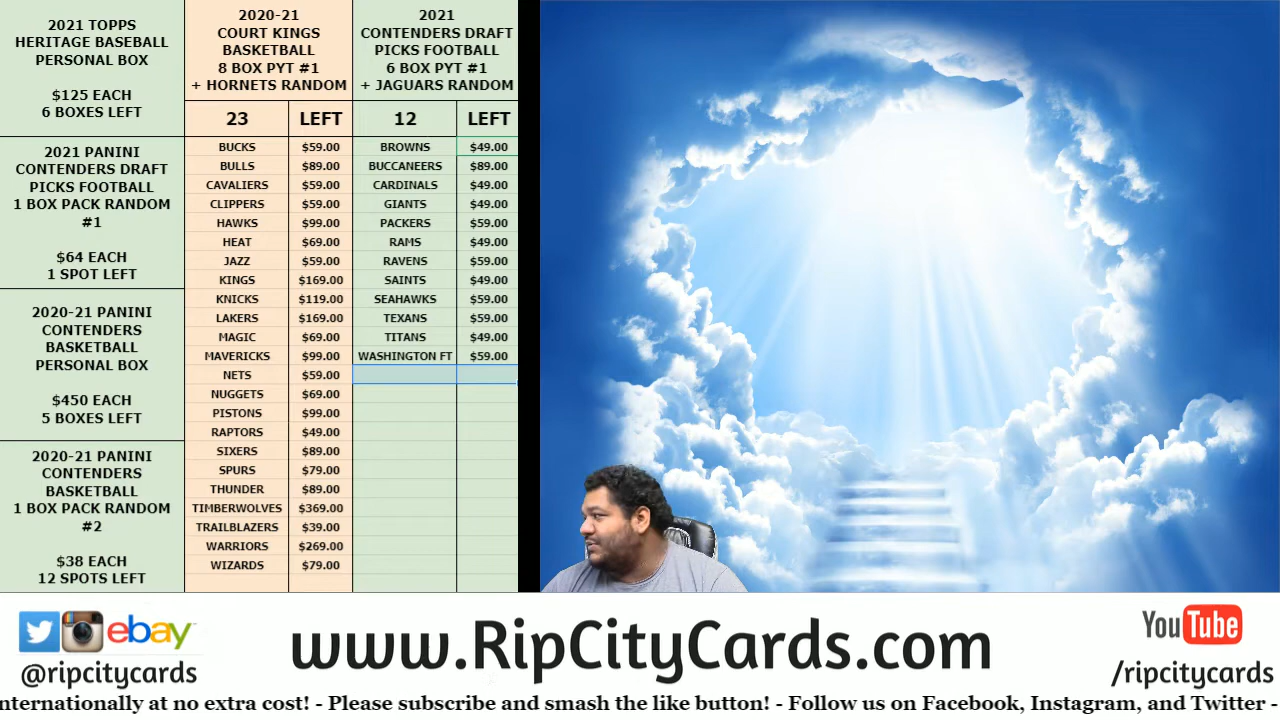 2021 TOPPS
HERITAGE BASEBALL
PERSONAL BOX
$125 EACH
6 BOXES LEFT
2021 PANINI
CONTENDERS DRAFT
PICKS FOOTBALL
1 BOX PACK RANDOM
#1
$64 EACH
1 SPOT LEFT
2020-21 PANINI
CONTENDERS
BASKETBALL
PERSONAL BOX
$450 EACH
5 BOXES LEFT
2020-21 PANINI
CONTENDERS
BASKETBALL
1 BOX PACK RANDOM
#2
$38 EACH
12 SPOTS LEFT
2020-21
COURT KINGS
BASKETBALL
8 BOX PYT #1
+ HORNETS RANDOM
23 LEFT
BUCKS $59.00
BULLS $89.00
CAVALIERS $59.00
CLIPPERS $59.00
HAWKS $99.00
HEAT $69.00
JAZZ $59.00
KINGS $169.00
KNICKS $119.00
LAKERS $169.00
MAGIC $69.00
MAVERICKS $99.00
NETS $59.00
NUGGETS $69.00
PISTONS $99.00
RAPTORS $49.00
SIXERS $89.00
SPURS $79.00
THUNDER $89.00
TIMBERWOLVES $369.00
TRAILBLAZERS $39.00
WARRIORS $269.00
WIZARDS $79.00
2021
CONTENDERS DRAFT
PICKS FOOTBALL
6 BOX PYT #1
+ JAGUARS RANDOM
12 LEFT
BROWNS $49.00
BUCCANEERS $89.00
CARDINALS $49.00
GIANTS $49.00
PACKERS $59.00
RAMS $49.00
RAVENS $59.00
SAINTS $49.00
SEAHAWKS $59.00
TEXANS $59.00
TITANS $49.00
WASHINGTON FT $59.00
ebay
@ripcitycards
www.RipCityCards.com
YouTube
/ripcitycards
nternationally at no extra cost! - Please subscribe and smash the like button! - Follow us on Facebook, Instagram, and Twitter -